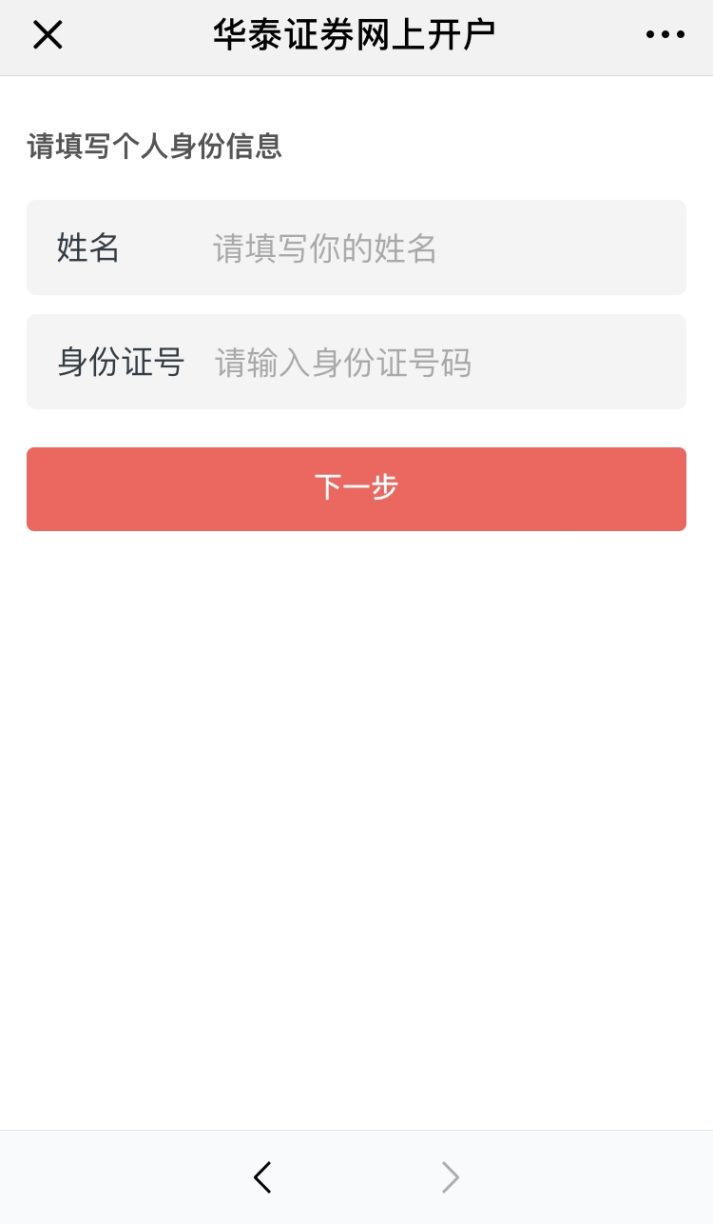 华泰证券网上开户
请填写个人身份信息
姓名 请填写你的姓名
身份证号 请输入身份证号码
下一步